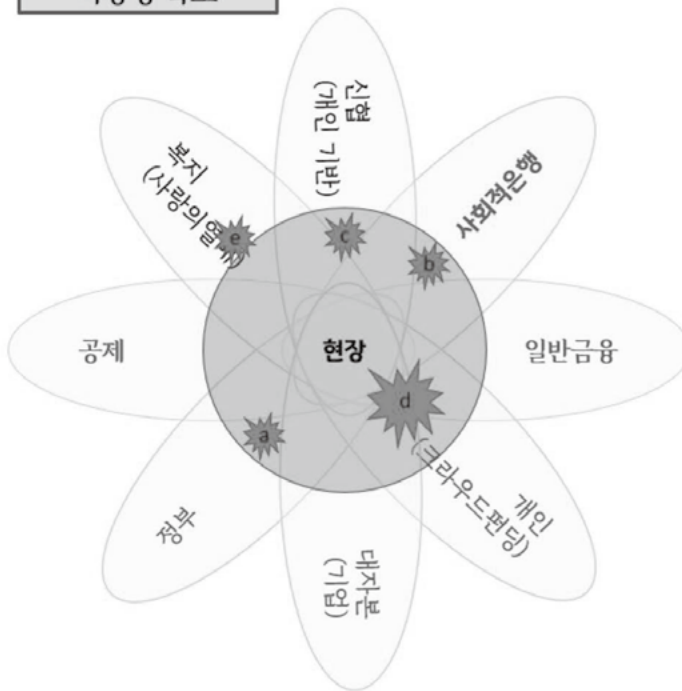 신협
(개인 기반)
사회적은행
일반금융
개인
(크라우드펀딩)
대자본
(기업)
정부
공제
복지
(사랑의열
현장
a
b
c
d
e